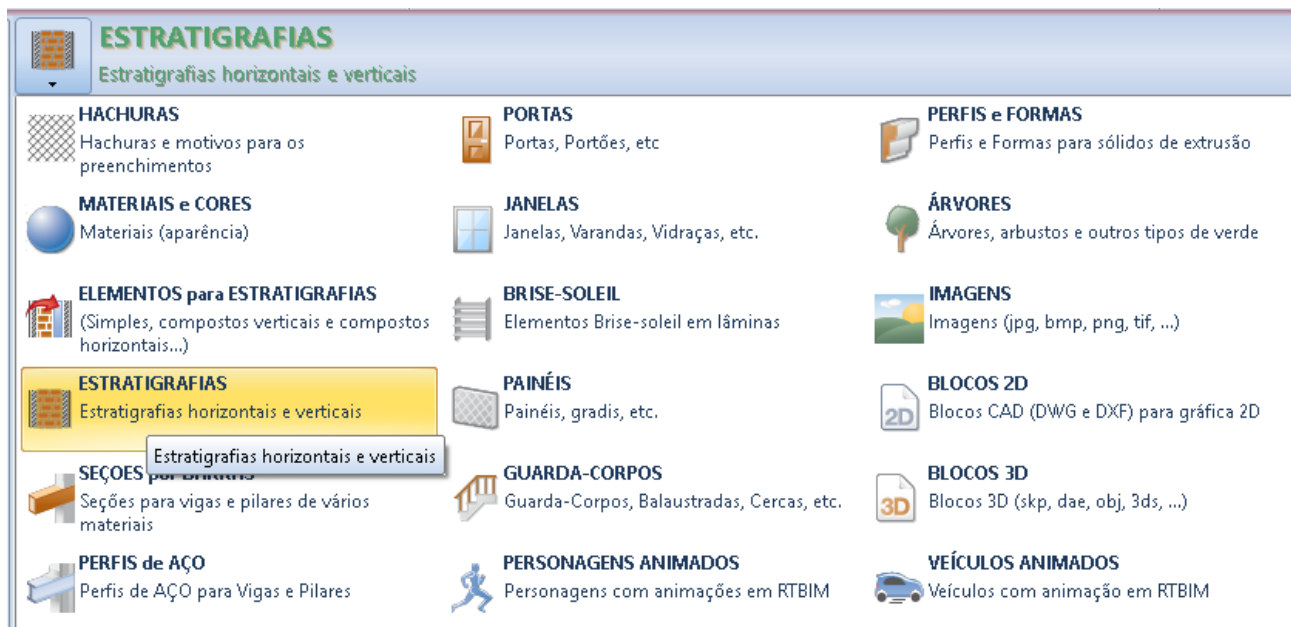 ESTRATIGRAFIAS
Estratigrafias horizontais e verticais
HACHURAS
Hachuras e motivos para os
preenchimentos
PORTAS
Portas, Portões, etc
PERFIS e FORMAS
Perfis e Formas para sólidos de extrusão
MATERIAIS e CORES
Materiais (aparência)
JANELAS
Janelas, Varandas, Vidraças, etc.
ÁRVORES
Árvores, arbustos e outros tipos de verde
ELEMENTOS para ESTRATIGRAFIAS
(Simples, compostos verticais e compostos
horizontais...)
BRISE-SOLEIL
Elementos Brise-soleil em lâminas
IMAGENS
Imagens (jpg, bmp, png, tif, ...)
ESTRATIGRAFIAS
Estratigrafias horizontais e verticais
Estratigrafias horizontais e verticais
PAINÉIS
Painéis, gradis, etc.
BLOCOS 2D
2D
Blocos CAD (DWG e DXF) para gráfica 2D
SEÇOES
Seções para vigas e pilares de vários
materiais
GUARDA-CORPOS
Guarda-Corpos, Balaustradas, Cercas, etc.
BLOCOS 3D
3D
Blocos 3D (skp, dae, obj, 3ds, ...)
PERFIS de AÇO
Perfis de AÇO para Vigas e Pilares
PERSONAGENS ANIMADOS
Personagens com animações em RTBIM
VEÍCULOS ANIMADOS
Veículos com animação em RTBIM